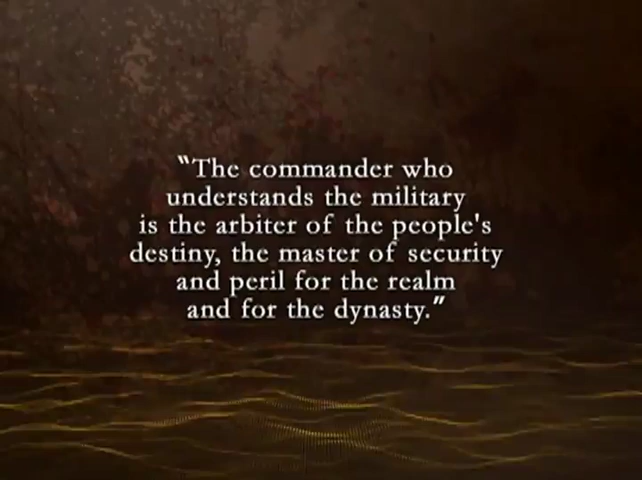 “The commander who
understands the military
is the arbiter of the people's
destiny, the master of security
and peril for the realm
and for the dynasty.”